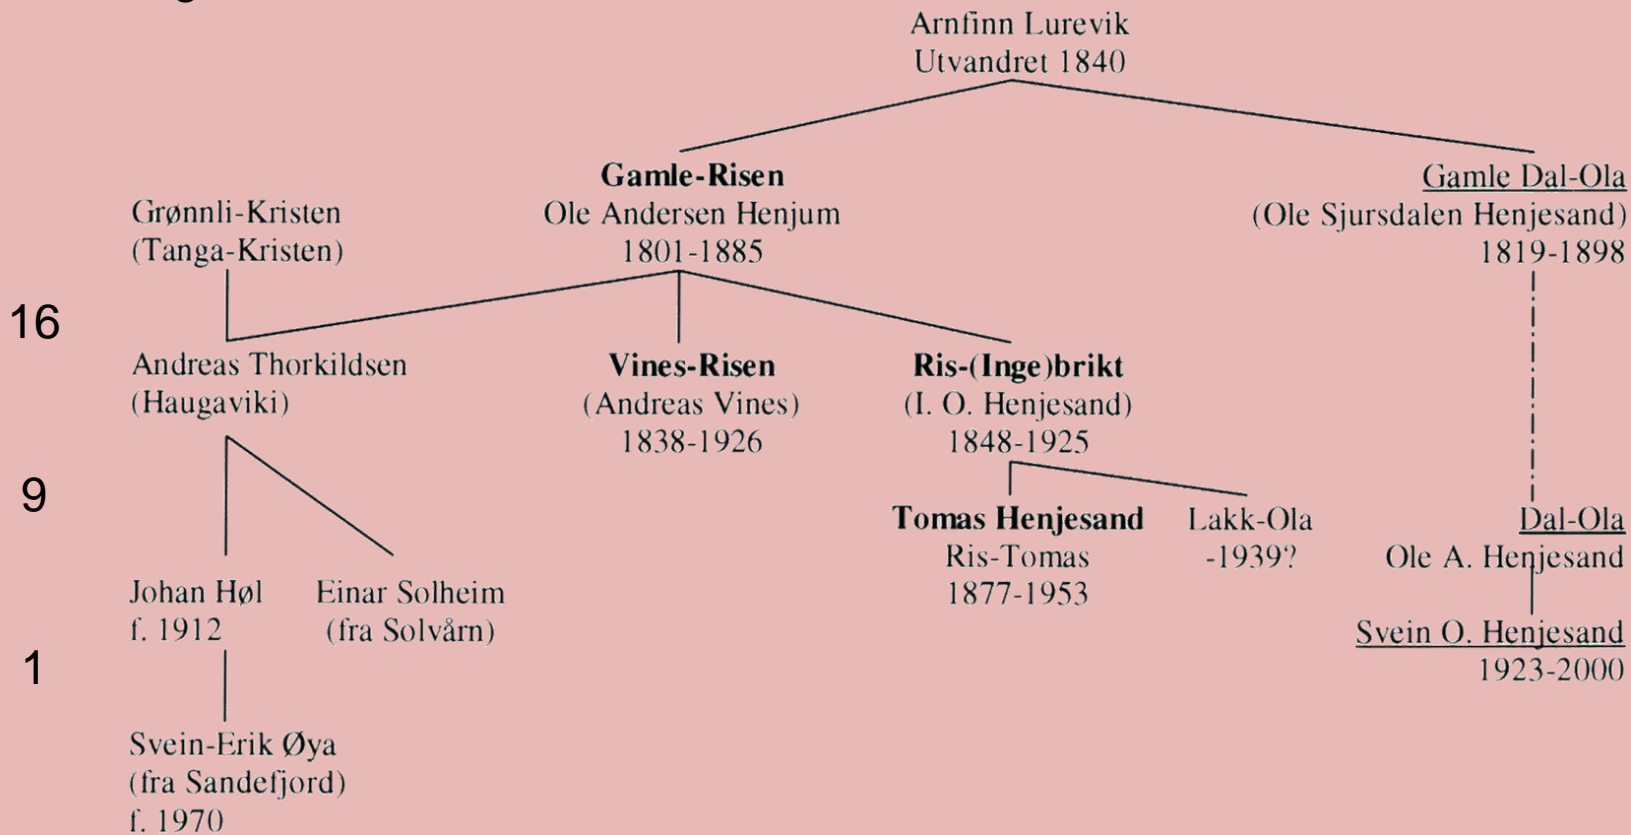 Arnfinn Lurevik
Utvandret 1840
Grønnli-Kristen
(Tanga-Kristen)
Gamle-Risen
Ole Andersen Henjum
1801-1885
Gamle Dal-Ola
(Ole Sjursdalen Henjesand)
1819-1898
16
Andreas Thorkildsen
(Haugaviki)
Vines-Risen
(Andreas Vines)
1838-1926
Ris-(Inge)brikt
(I. O. Henjesand)
1848-1925
9
Tomas Henjesand
Ris-Tomas
1877-1953
Lakk-Ola
-1939?
Dal-Ola
Ole A. Henjesand
Johan Høl
f. 1912
Einar Solheim
(fra Solvårn)
Svein O. Henjesand
1923-2000
1
Svein-Erik Øya
(fra Sandefjord)
f. 1970